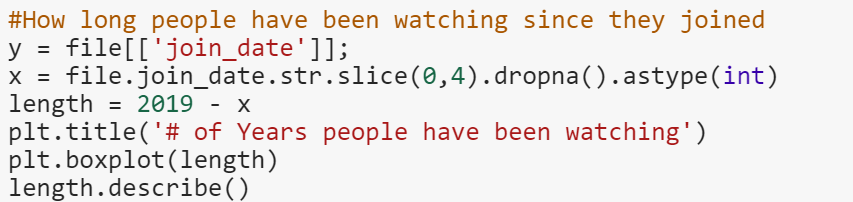 #How long people have been watching since they joined
y = file[['join_date']];
x = file.join_date.str.slice(0,4).dropna().astype(int)
length = 2019 - x
plt.title('# of Years people have been watching')
plt.boxplot(length)
length.describe()